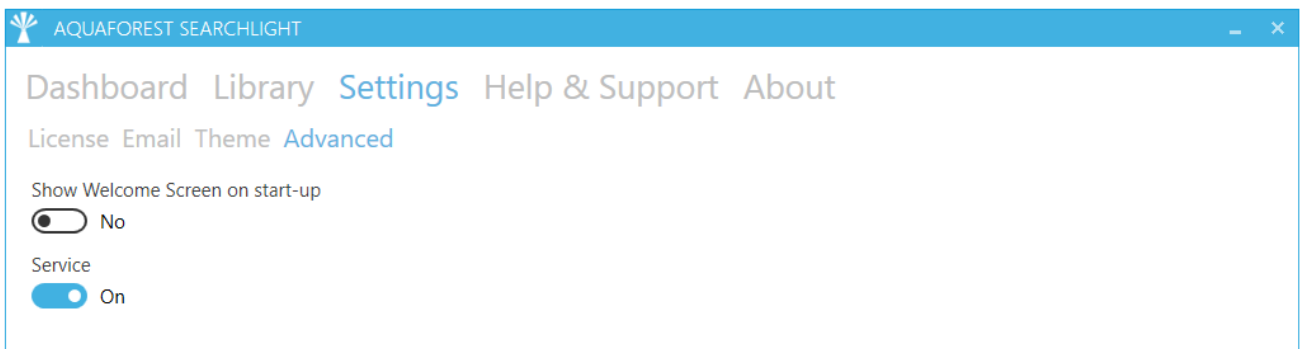 AQUAFOREST SEARCHLIGHT
Dashboard Library Settings Help & Support About
License Email Theme Advanced
Show Welcome Screen on start-up
No
Service
On